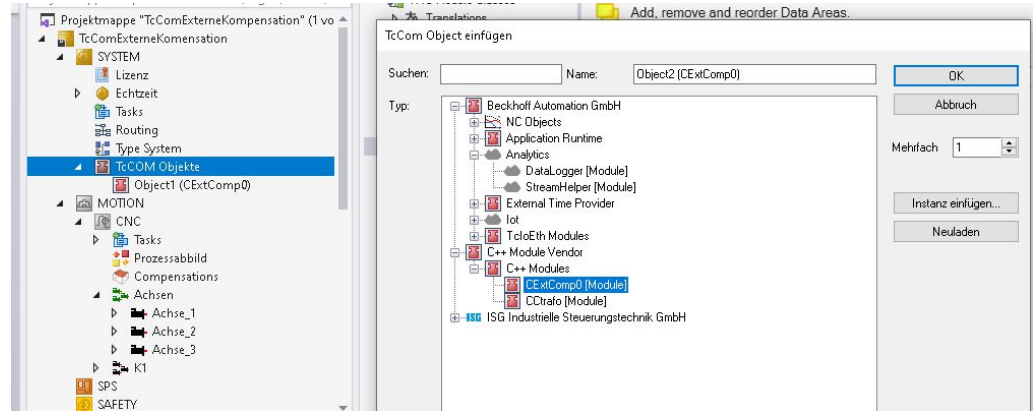 Projektmappe "TcComExterneKompensation" (1 vo
TcComExterneKomensation
SYSTEM
Lizenz
Echtzeit
Tasks
Routing
Type System
TcCOM Objekte
Object1 (CExtComp0)
MOTION
CNC
Tasks
Prozessabbild
Compensations
Achsen
Achse_1
Achse_2
Achse_3
K1
SPS
SAFETY
Translations
Add, remove and reorder Data Areas.
TcCom Object einfügen
Suchen:
Name:
Object2 (CExtComp0)
OK
Typ:
Beckhoff Automation GmbH
Abbruch
NC Objects
Application Runtime
Analytics
Mehrfach
1
DataLogger [Module]
StreamHelper [Module]
External Time Provider
Instanz einfügen...
Iot
TcIoEth Modules
Neuladen
C++ Module Vendor
C++ Modules
CExtComp0 [Module]
CCtrafo [Module]
ISG ISG Industrielle Steuerungstechnik GmbH